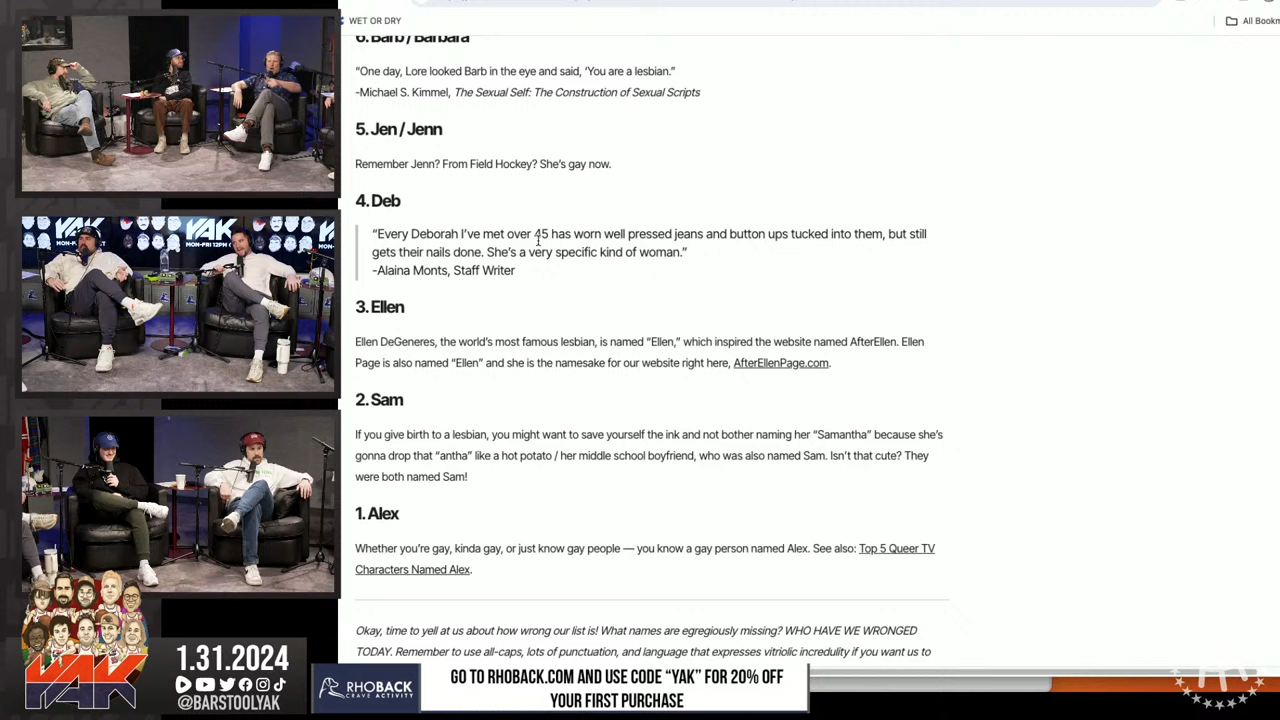 WET OR DRY
All Bookm
6. Barb / Barbara
“One day, Lore looked Barb in the eye and said, ‘You are a lesbian.”
-Michael S. Kimmel, The Sexual Self: The Construction of Sexual Scripts
5. Jen / Jenn
Remember Jenn? From Field Hockey? She’s gay now.
4. Deb
“Every Deborah I’ve met over 45 has worn well pressed jeans and button ups tucked into them, but still
gets their nails done. She’s a very specific kind of woman.”
-Alaina Monts, Staff Writer
3. Ellen
Ellen DeGeneres, the world’s most famous lesbian, is named “Ellen,” which inspired the website named AfterEllen. Ellen
Page is also named “Ellen” and she is the namesake for our website right here, AfterEllenPage.com.
2. Sam
If you give birth to a lesbian, you might want to save yourself the ink and not bother naming her “Samantha” because she’s
gonna drop that “antha” like a hot potato / her middle school boyfriend, who was also named Sam. Isn’t that cute? They
were both named Sam!
1. Alex
Whether you’re gay, kinda gay, or just know gay people — you know a gay person named Alex. See also: Top 5 Queer TV
Characters Named Alex.
Okay, time to yell at us about how wrong our list is! What names are egregiously missing? WHO HAVE WE WRONGED
TODAY. Remember to use all-caps, lots of punctuation, and language that expresses vitriolic incredulity if you want us to
YAK
YAK
MON-FRI 12PM
YAK
1.31.2024
@BARSTOOLYAK
RHOBACK
CRAVE ACTIVITY
GO TO RHOBACK.COM AND USE CODE “YAK” FOR 20% OFF
YOUR FIRST PURCHASE